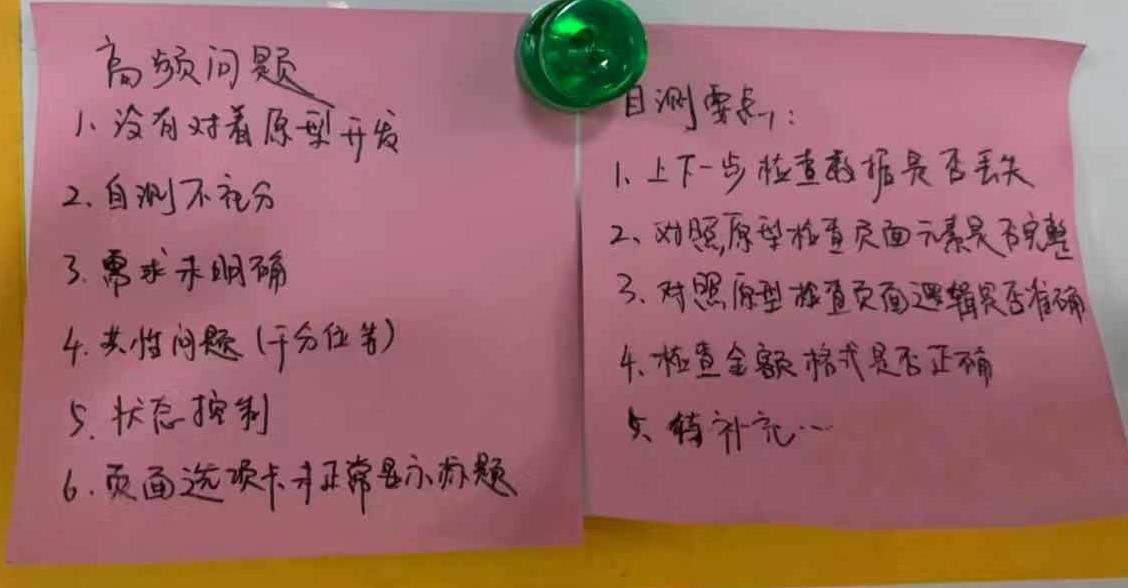 高频问题
1、没有对着原型开发
2、自测不充分
3、需求未明确
4、共性问题(千分位等)
5、状态控制
6、页面选项卡未正常显示标题
自测要点:
1、上下一步检查数据是否丢失
2、对照原型检查页面元素是否完整
3、对照原型检查页面逻辑是否准确
4、检查金额格式是否正确
5、待补充…